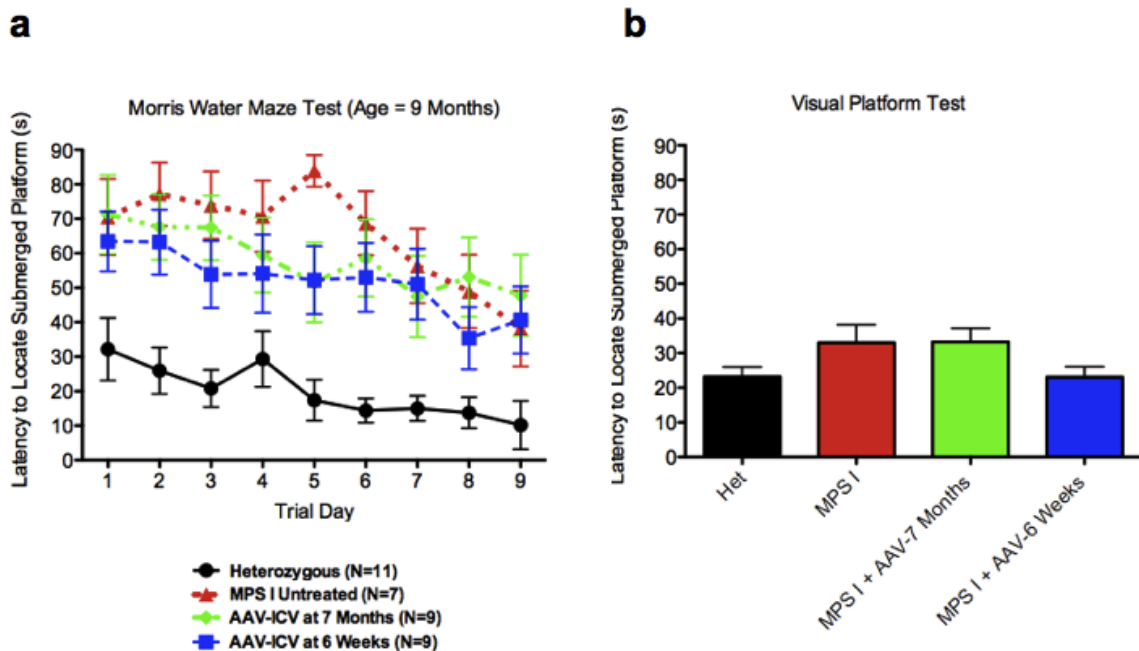 a
Morris Water Maze Test (Age = 9 Months)
Latency to Locate Submerged Platform (s)
90
80
70
60
50
40
30
20
10
0
1 2 3 4 5 6 7 8 9
Trial Day
Heterozygous (N=11)
MPS I Untreated (N=7)
AAV-ICV at 7 Months (N=9)
AAV-ICV at 6 Weeks (N=9)
b
Visual Platform Test
Latency to Locate Submerged Platform (s)
90
80
70
60
50
40
30
20
10
0
Het
MPS I
MPS I + AAV-7 Months
MPS I + AAV-6 Weeks